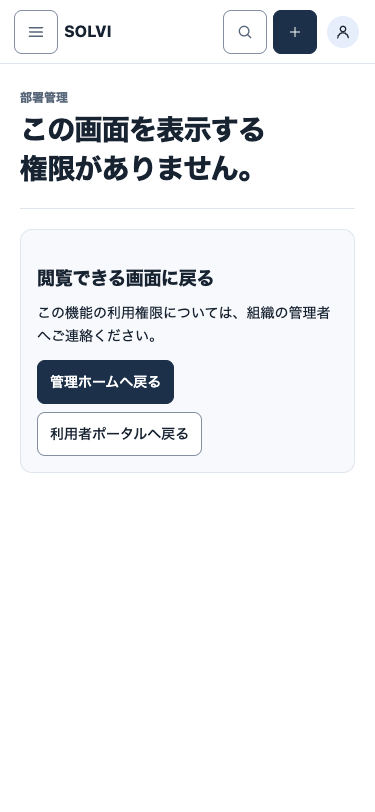 SOLVI
部署管理
この画面を表示する
権限がありません。
閲覧できる画面に戻る
この機能の利用権限については、組織の管理者
へご連絡ください。
管理ホームへ戻る
利用者ポータルへ戻る